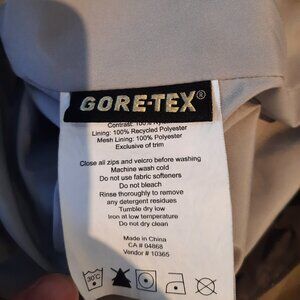 GORE-TEX®
Contrast: 100%
Lining: 100% Recycled Polyester
Mesh Lining: 100% Polyester
Exclusive of trim
Close all zips and velcro before washing
Machine wash cold
Do not use fabric softeners
Do not bleach
Rinse thoroughly to remove
any detergent residues
Tumble dry low
Iron at low temperature
Do not dry clean
Made in China
CA # 04868
Vendor # 10365
30°C